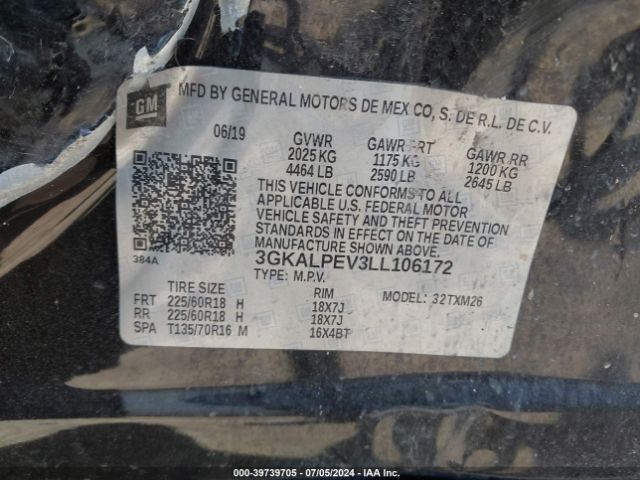 GM
MFD BY GENERAL MOTORS DE MEX CO, S. DE R.L. DE C.V.
06/19 GVWR GAWR FRT GAWR RR
2025 KG 1175 KG 1200 KG
4464 LB 2590 LB 2645 LB
THIS VEHICLE CONFORMS TO ALL
APPLICABLE U.S. FEDERAL MOTOR
VEHICLE SAFETY AND THEFT PREVENTION
STANDARDS IN EFFECT ON THE DATE OF
MANUFACTURE SHOWN ABOVE.
384A 3GKALPEV3LL106172
TYPE: M.P.V.
TIRE SIZE RIM MODEL: 32TXM26
FRT 225/60R18 H 18X7J
RR 225/60R18 H 18X7J
SPA T135/70R16 M 16X4BT
000-39739705 - 07/05/2024 - IAA Inc.